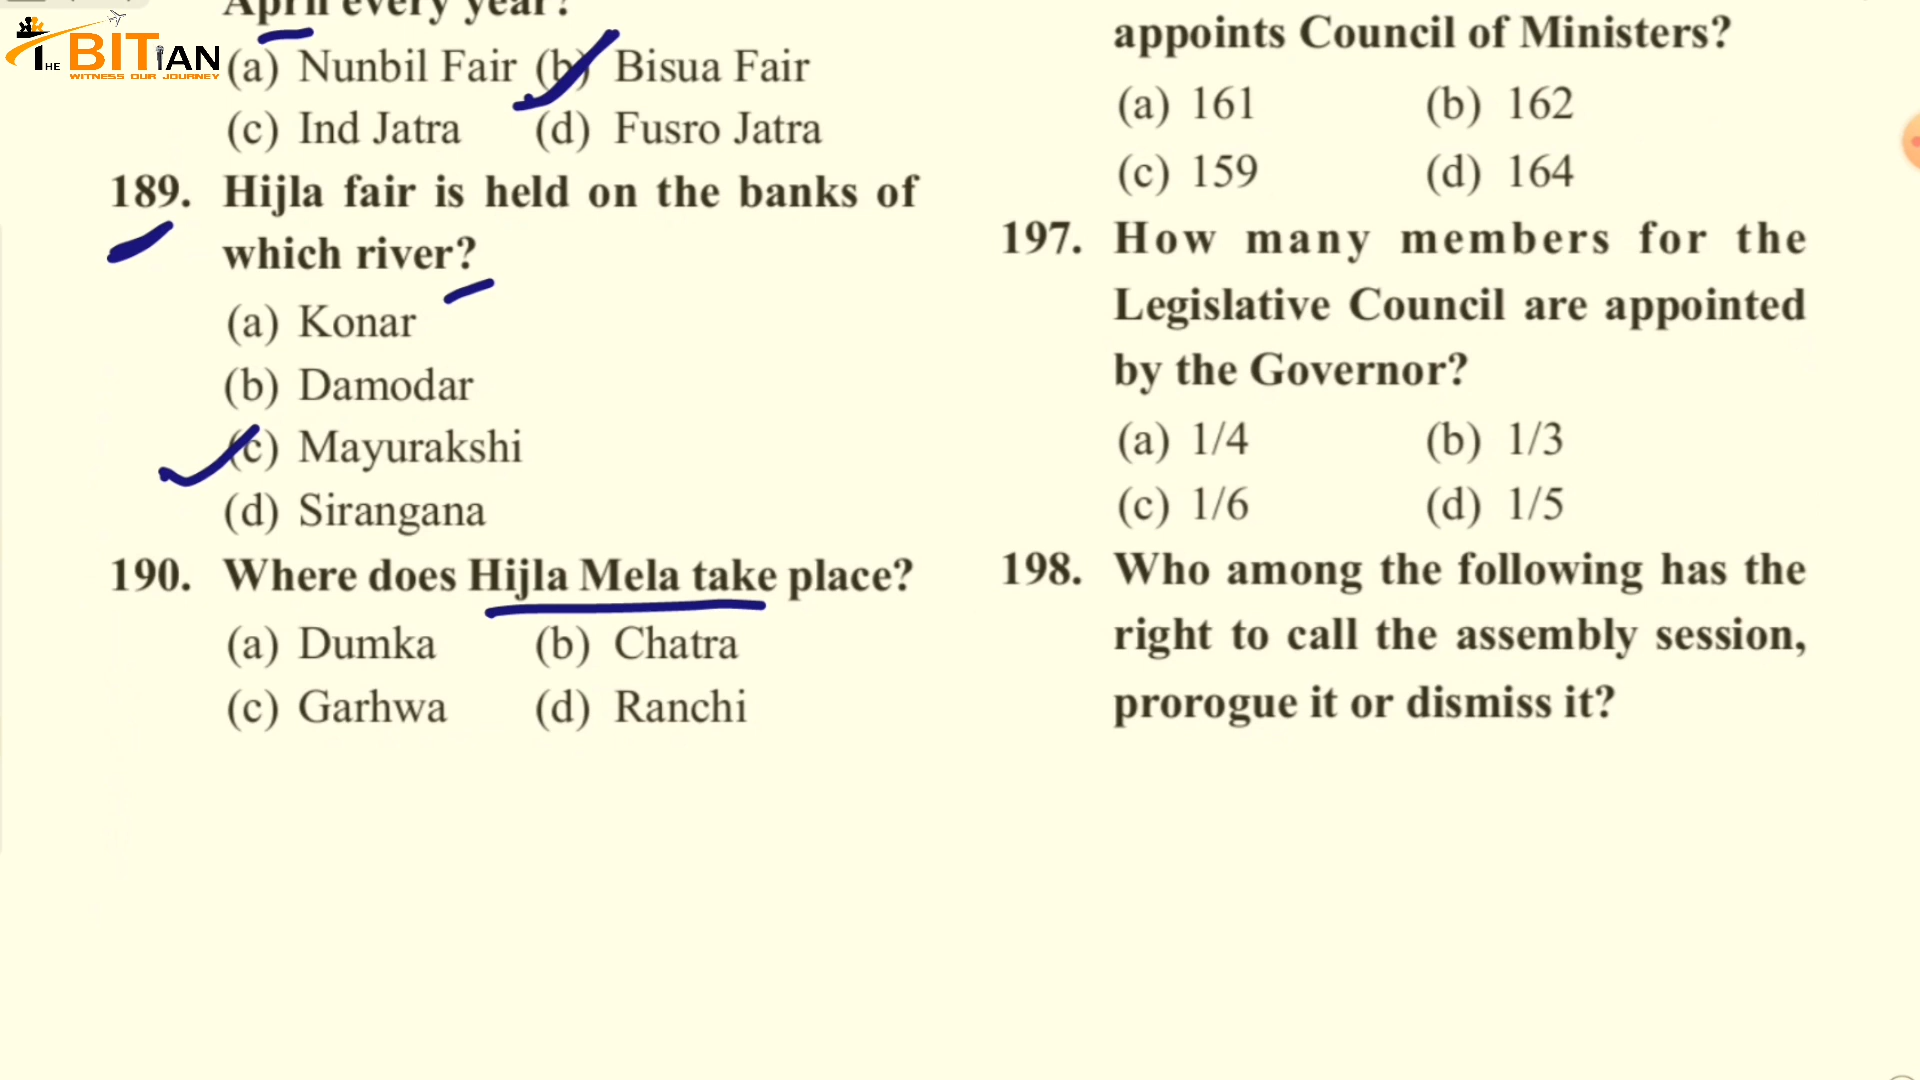 THE BITIAN
WITNESS OUR JOURNEY
April every year?
(a) Nunbil Fair (b) Bisua Fair
(c) Ind Jatra (d) Fusro Jatra
189. Hijla fair is held on the banks of
which river?
(a) Konar
(b) Damodar
(c) Mayurakshi
(d) Sirangana
190. Where does Hijla Mela take place?
(a) Dumka (b) Chatra
(c) Garhwa (d) Ranchi
appoints Council of Ministers?
(a) 161 (b) 162
(c) 159 (d) 164
197. How many members for the
Legislative Council are appointed
by the Governor?
(a) 1/4 (b) 1/3
(c) 1/6 (d) 1/5
198. Who among the following has the
right to call the assembly session,
prorogue it or dismiss it?